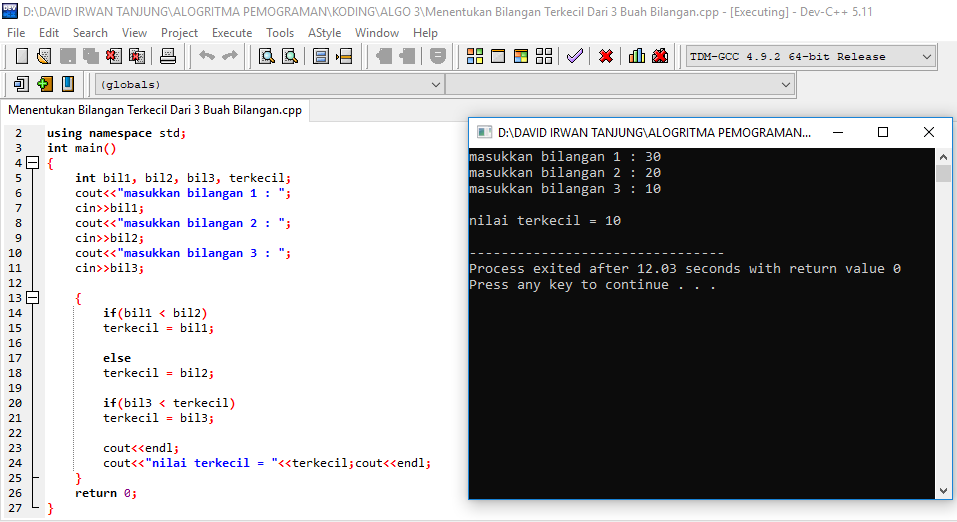 D:\DAVID IRWAN TANJUNG\ALOGRITMA PEMOGRAMAN\KODING\ALGO 3\Menentukan Bilangan Terkecil Dari 3 Buah Bilangan.cpp - [Executing] - Dev-C++ 5.11
File Edit Search View Project Execute Tools AStyle Window Help
TDM-GCC 4.9.2 64-bit Release
(globals)
Menentukan Bilangan Terkecil Dari 3 Buah Bilangan.cpp
2 using namespace std;
3 int main()
4 {
5 int bil1, bil2, bil3, terkecil;
6 cout<<"masukkan bilangan 1 : ";
7 cin>>bil1;
8 cout<<"masukkan bilangan 2 : ";
9 cin>>bil2;
10 cout<<"masukkan bilangan 3 : ";
11 cin>>bil3;
12
13 {
14 if(bil1 < bil2)
15 terkecil = bil1;
16
17 else
18 terkecil = bil2;
19
20 if(bil3 < terkecil)
21 terkecil = bil3;
22
23 cout<<endl;
24 cout<<"nilai terkecil = "<<terkecil;cout<<endl;
25 }
26 return 0;
27 }
D:\DAVID IRWAN TANJUNG\ALOGRITMA PEMOGRAMAN...
masukkan bilangan 1 : 30
masukkan bilangan 2 : 20
masukkan bilangan 3 : 10
nilai terkecil = 10
--------------------------------
Process exited after 12.03 seconds with return value 0
Press any key to continue . . .